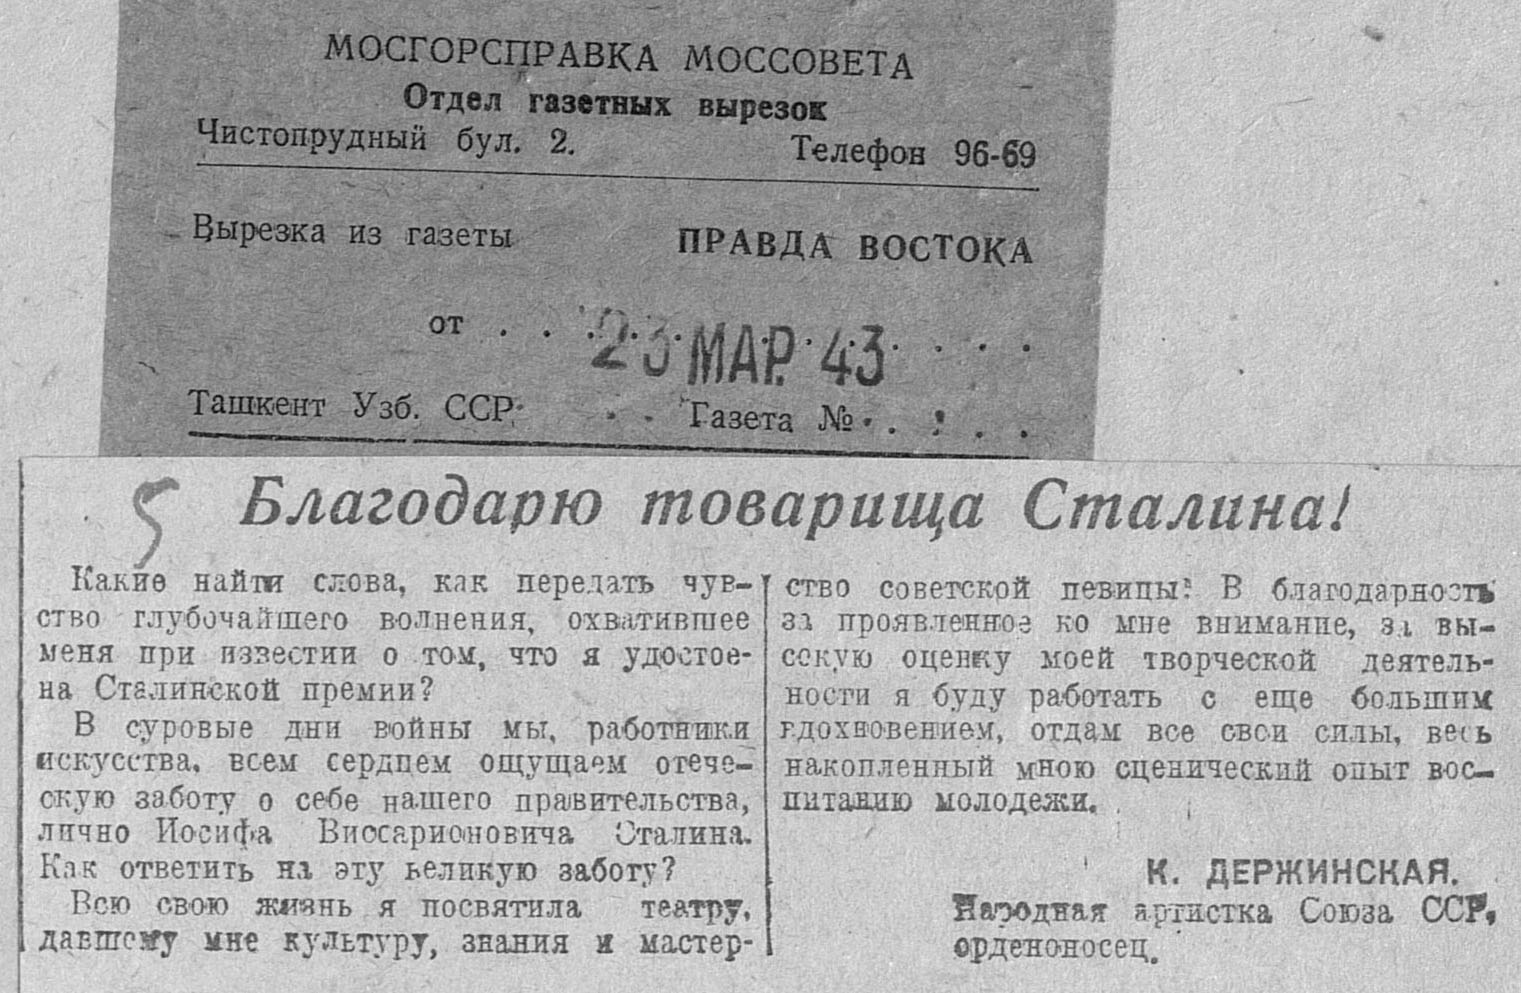 МОСГОРСПРАВКА МОССОВЕТА
Отдел газетных вырезок
Чистопрудный бул. 2. Телефон 96-69
Вырезка из газеты ПРАВДА ВОСТОКА
от . . . . 23 МАР. 43 . . . .
Ташкент Узб. ССР . . Газета № . . . . .
5
Благодарю товарища Сталина!
Какие найти слова, как передать чув-
ство глубочайшего волнения, охватившее
меня при известии о том, что я удостое-
на Сталинской премии?
В суровые дни войны мы, работники
искусства, всем сердцем ощущаем отече-
скую заботу о себе нашего правительства,
лично Иосифа Виссарионовича Сталина.
Как ответить на эту великую заботу?
Всю свою жизнь я посвятила театру,
давшему мне культуру, знания и мастер-
ство советской певицы. В благодарность
за проявленное ко мне внимание, за вы-
сокую оценку моей творческой деятель-
ности я буду работать с еще большим
вдохновением, отдам все свои силы, весь
накопленный мною сценический опыт вос-
питанию молодежи.
К. ДЕРЖИНСКАЯ.
Народная артистка Союза ССР,
орденоносец.